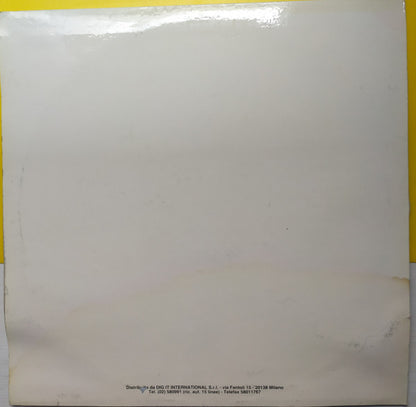 Distribuito da DIG IT INTERNATIONAL S.r.l. - via Fantoli 15 - 20138 Milano
Tel. (02) 580991 (ric. aut. 15 linee) - Telefax 58011767